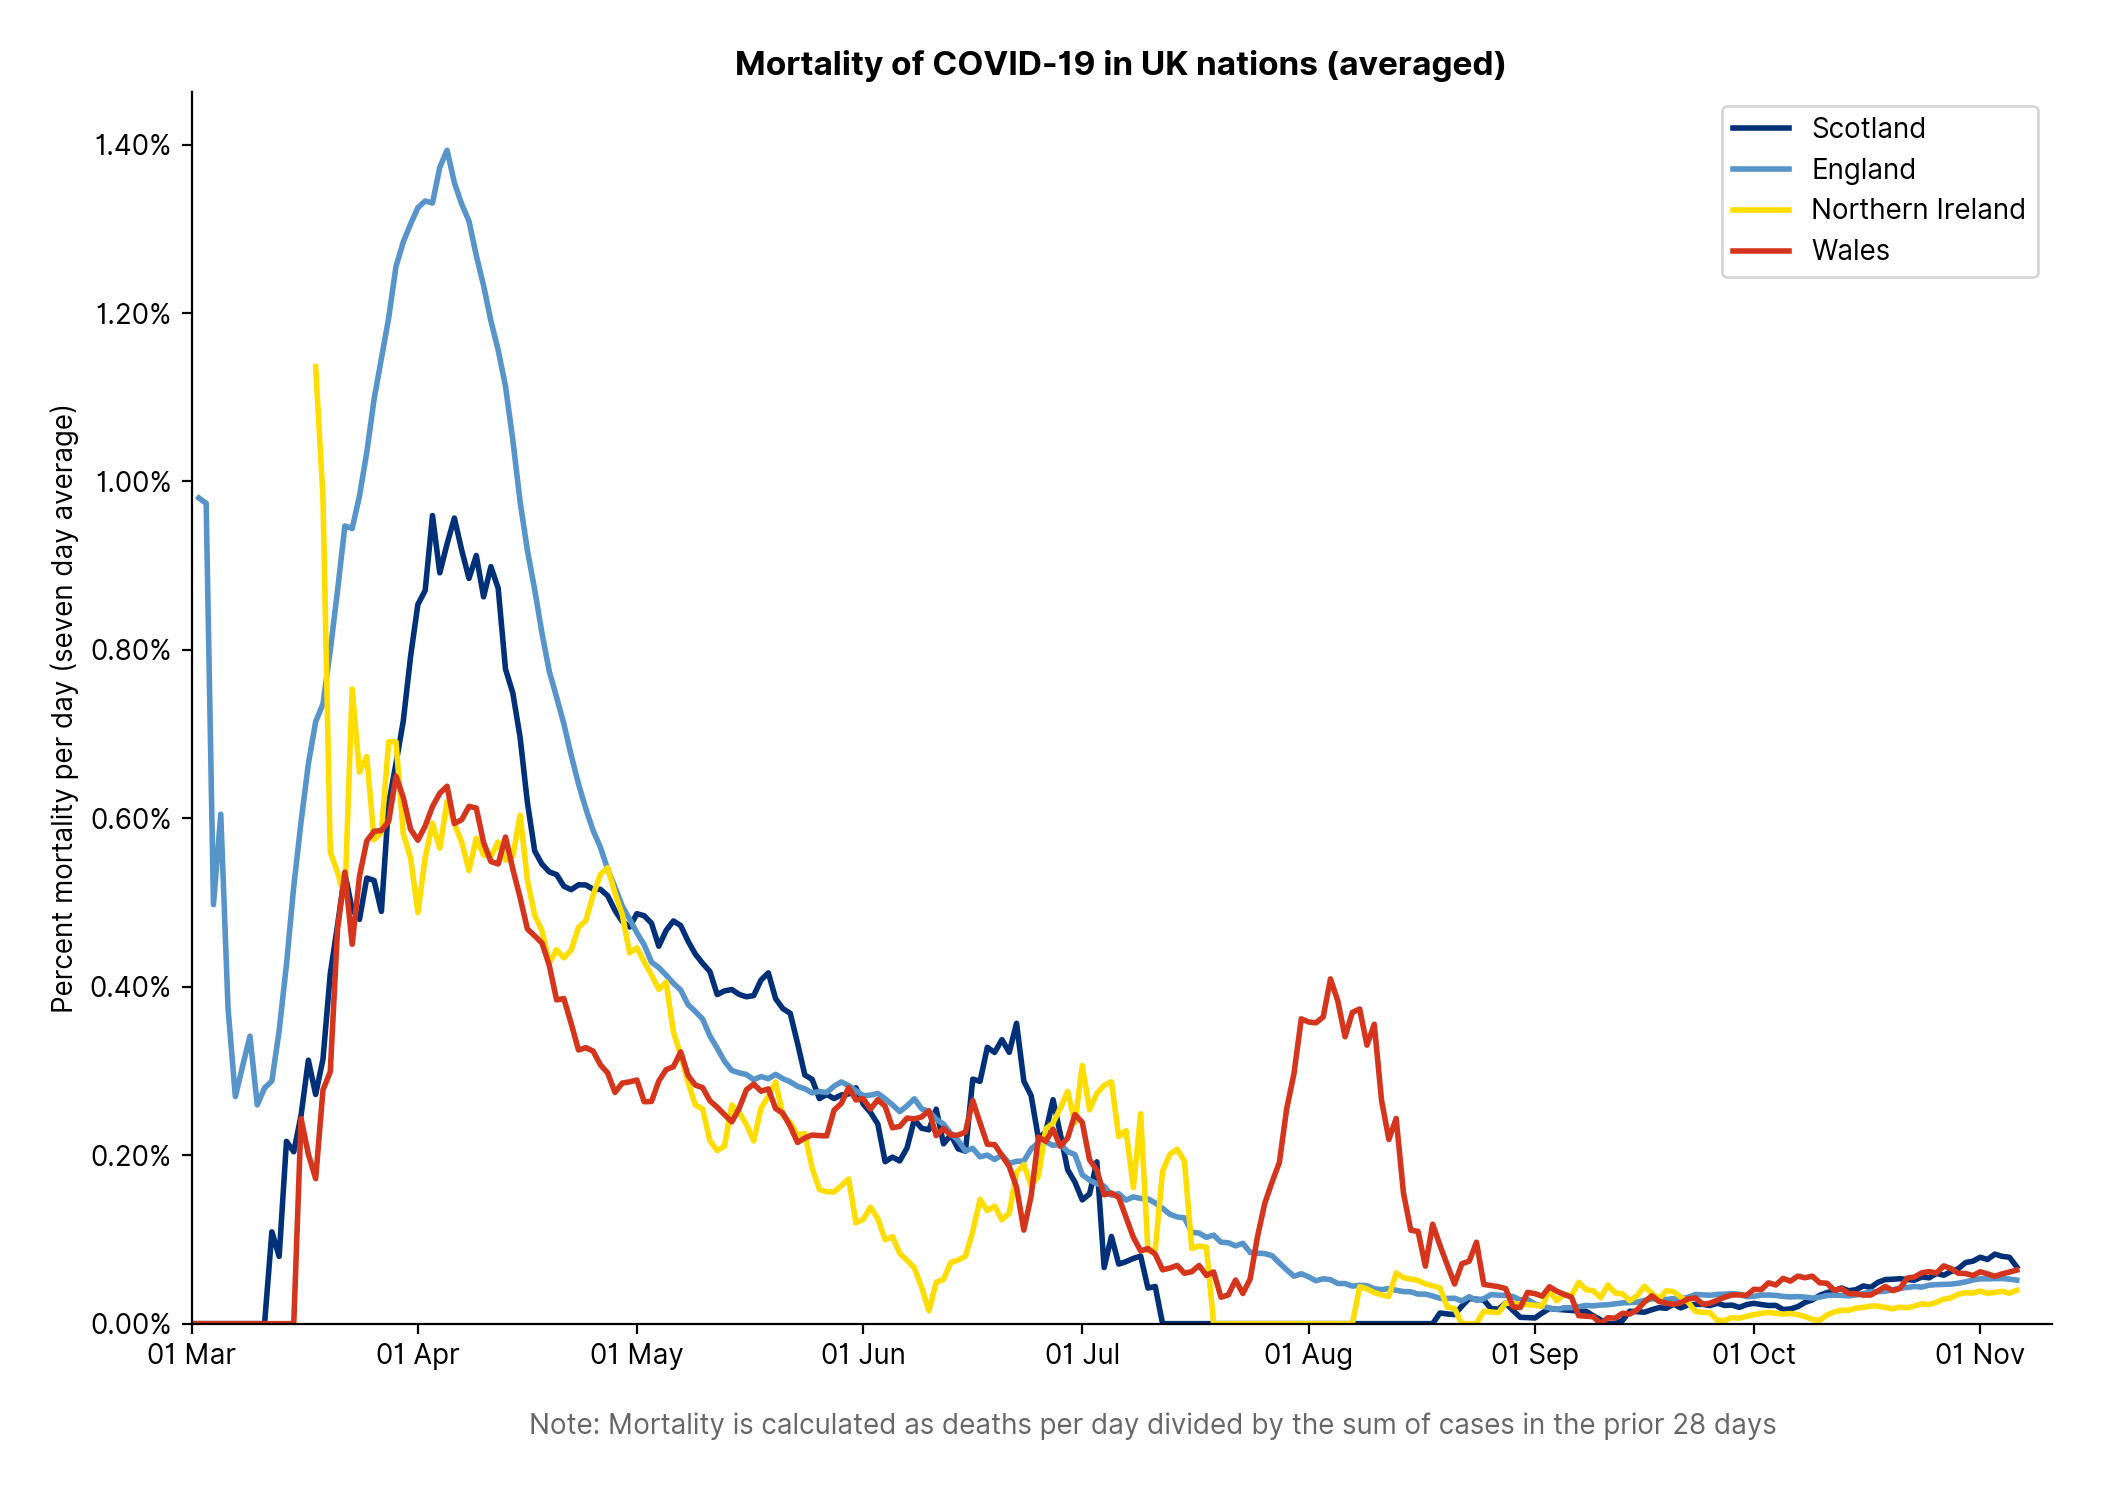 Mortality of COVID-19 in UK nations (averaged)
Scotland
England
Northern Ireland
Wales
Percent mortality per day (seven day average)
1.40%
1.20%
1.00%
0.80%
0.60%
0.40%
0.20%
0.00%
01 Mar
01 Apr
01 May
01 Jun
01 Jul
01 Aug
01 Sep
01 Oct
01 Nov
Note: Mortality is calculated as deaths per day divided by the sum of cases in the prior 28 days